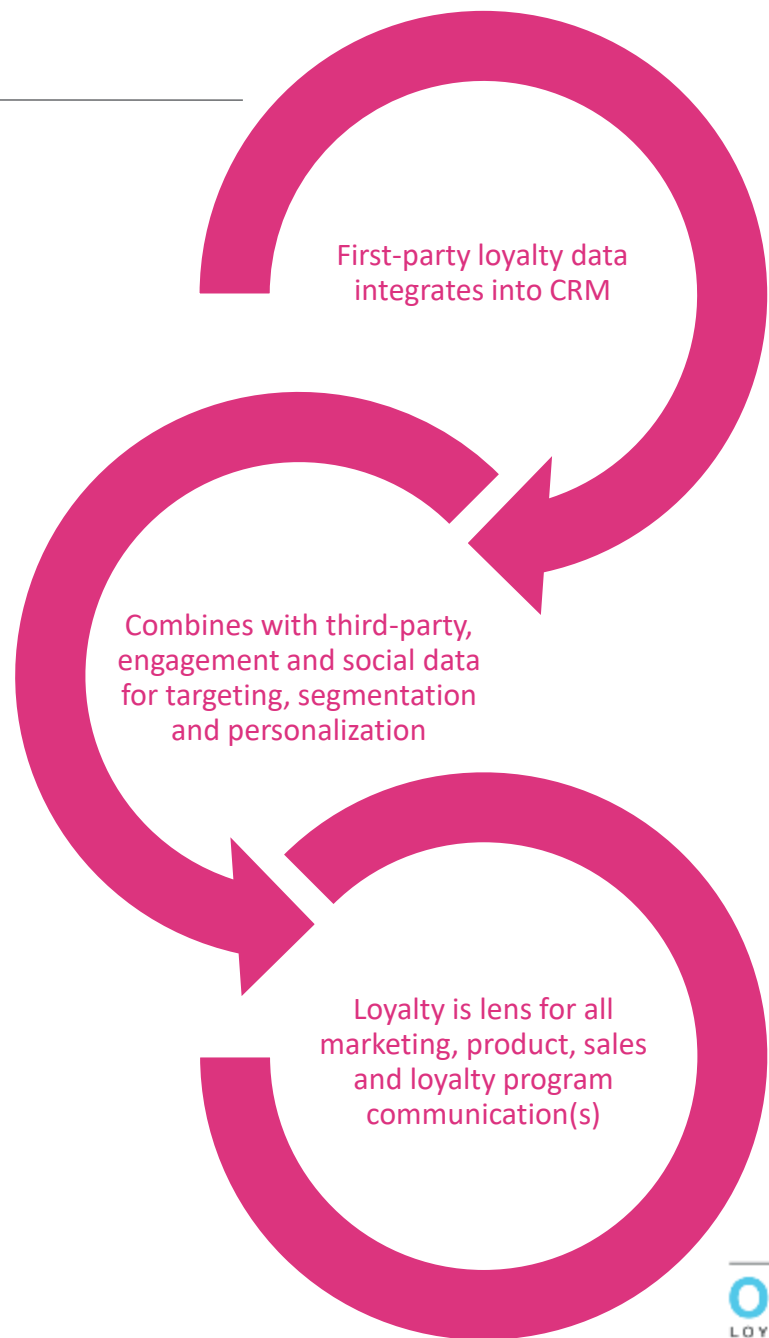 First-party loyalty data
integrates into CRM
Combines with third-party,
engagement and social data
for targeting, segmentation
and personalization
Loyalty is lens for all
marketing, product, sales
and loyalty program
communication(s)